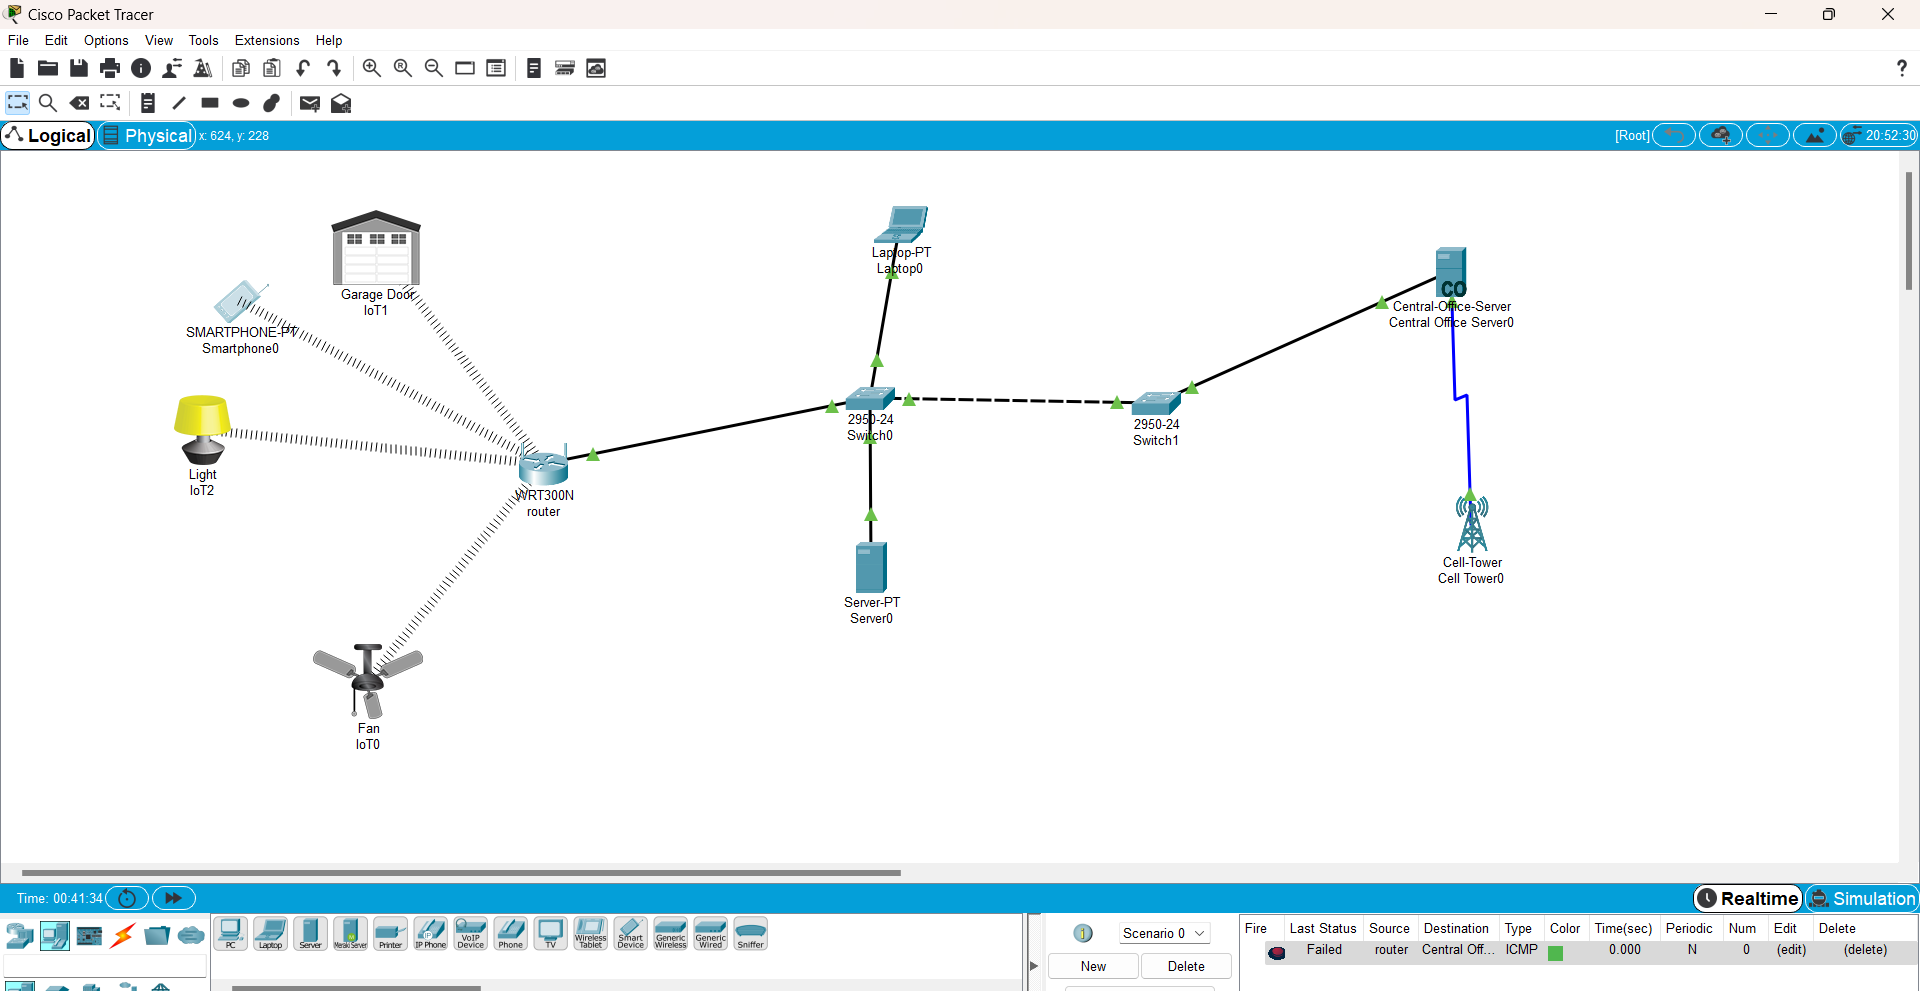 Cisco Packet Tracer
File Edit Options View Tools Extensions Help
?
Logical Physical x: 624, y: 228 [Root] 20:52:30
Laptop-PT
Laptop0
Garage Door
IoT1
SMARTPHONE-PT
Smartphone0
CO
Central-Office-Server
Central Office Server0
2950-24
Switch0
2950-24
Switch1
Light
IoT2
WRT300N
router
Cell-Tower
Cell Tower0
Server-PT
Server0
Fan
IoT0
Time: 00:41:34 Realtime Simulation
PC Laptop Server Meraki Server Printer IP Phone VoIP Device Phone TV Wireless Tablet Smart Device Generic Wireless Generic Wired Sniffer
Scenario 0
New Delete
Fire Last Status Source Destination Type Color Time(sec) Periodic Num Edit Delete
Failed router Central Off... ICMP 0.000 N 0 (edit) (delete)